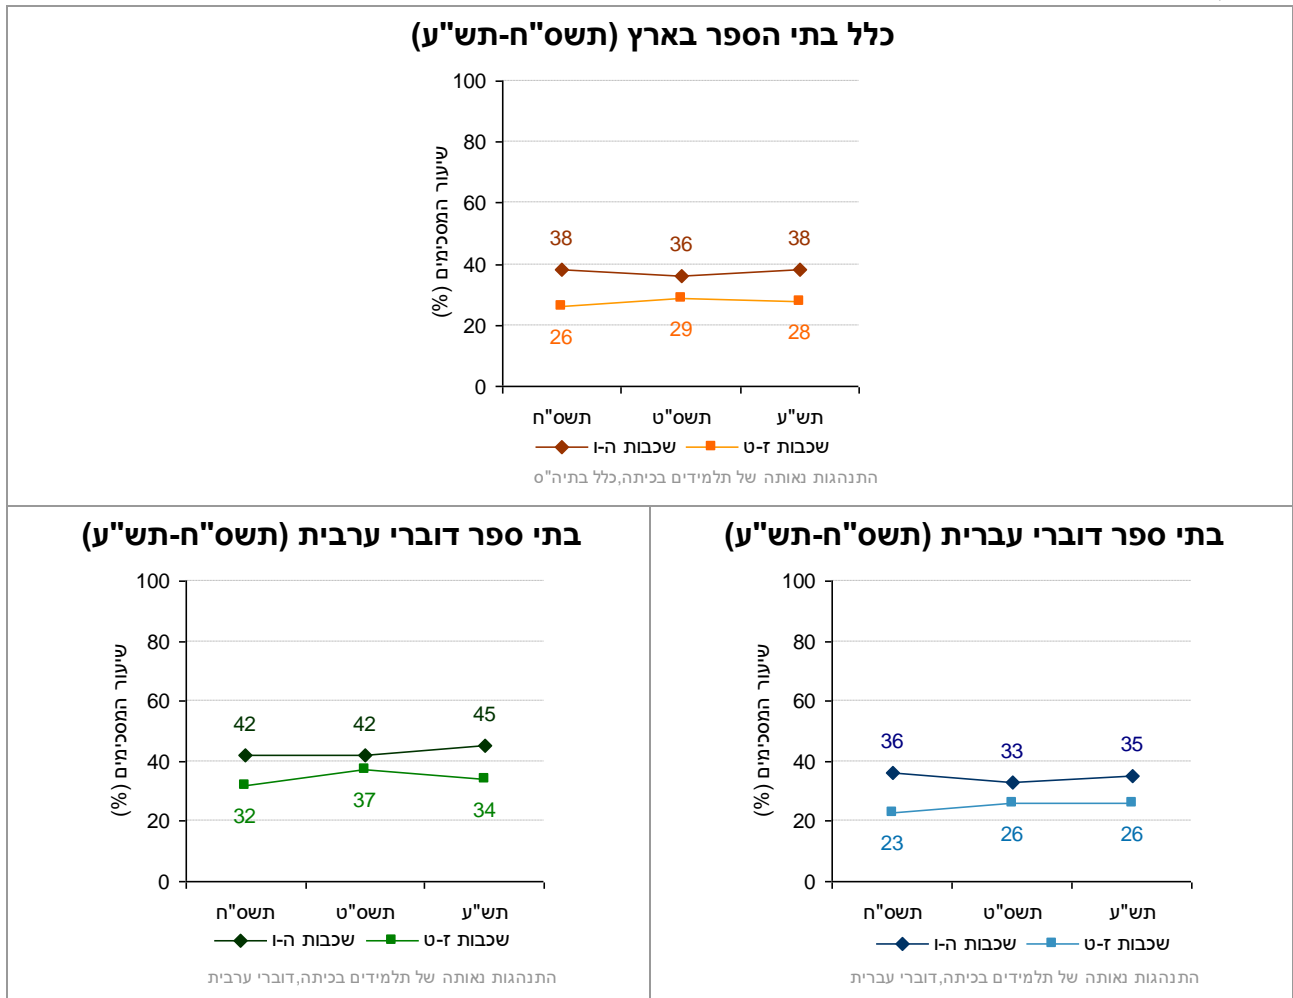 כלל בתי הספר בארץ (תשס"ח-תש"ע)
שיעור המסכימים (%)
100
80
60
40
20
0
38
36
38
26
29
28
תשס"ח
תשס"ט
תש"ע
שכבות ה-ו
שכבות ז-ט
התנהגות נאותה של תלמידים בכיתה,כלל בתיה"ס
בתי ספר דוברי עברית (תשס"ח-תש"ע)
שיעור המסכימים (%)
100
80
60
40
20
0
36
33
35
23
26
26
תשס"ח
תשס"ט
תש"ע
שכבות ה-ו
שכבות ז-ט
התנהגות נאותה של תלמידים בכיתה,דוברי עברית
בתי ספר דוברי ערבית (תשס"ח-תש"ע)
שיעור המסכימים (%)
100
80
60
40
20
0
42
42
45
32
37
34
תשס"ח
תשס"ט
תש"ע
שכבות ה-ו
שכבות ז-ט
התנהגות נאותה של תלמידים בכיתה,דוברי ערבית